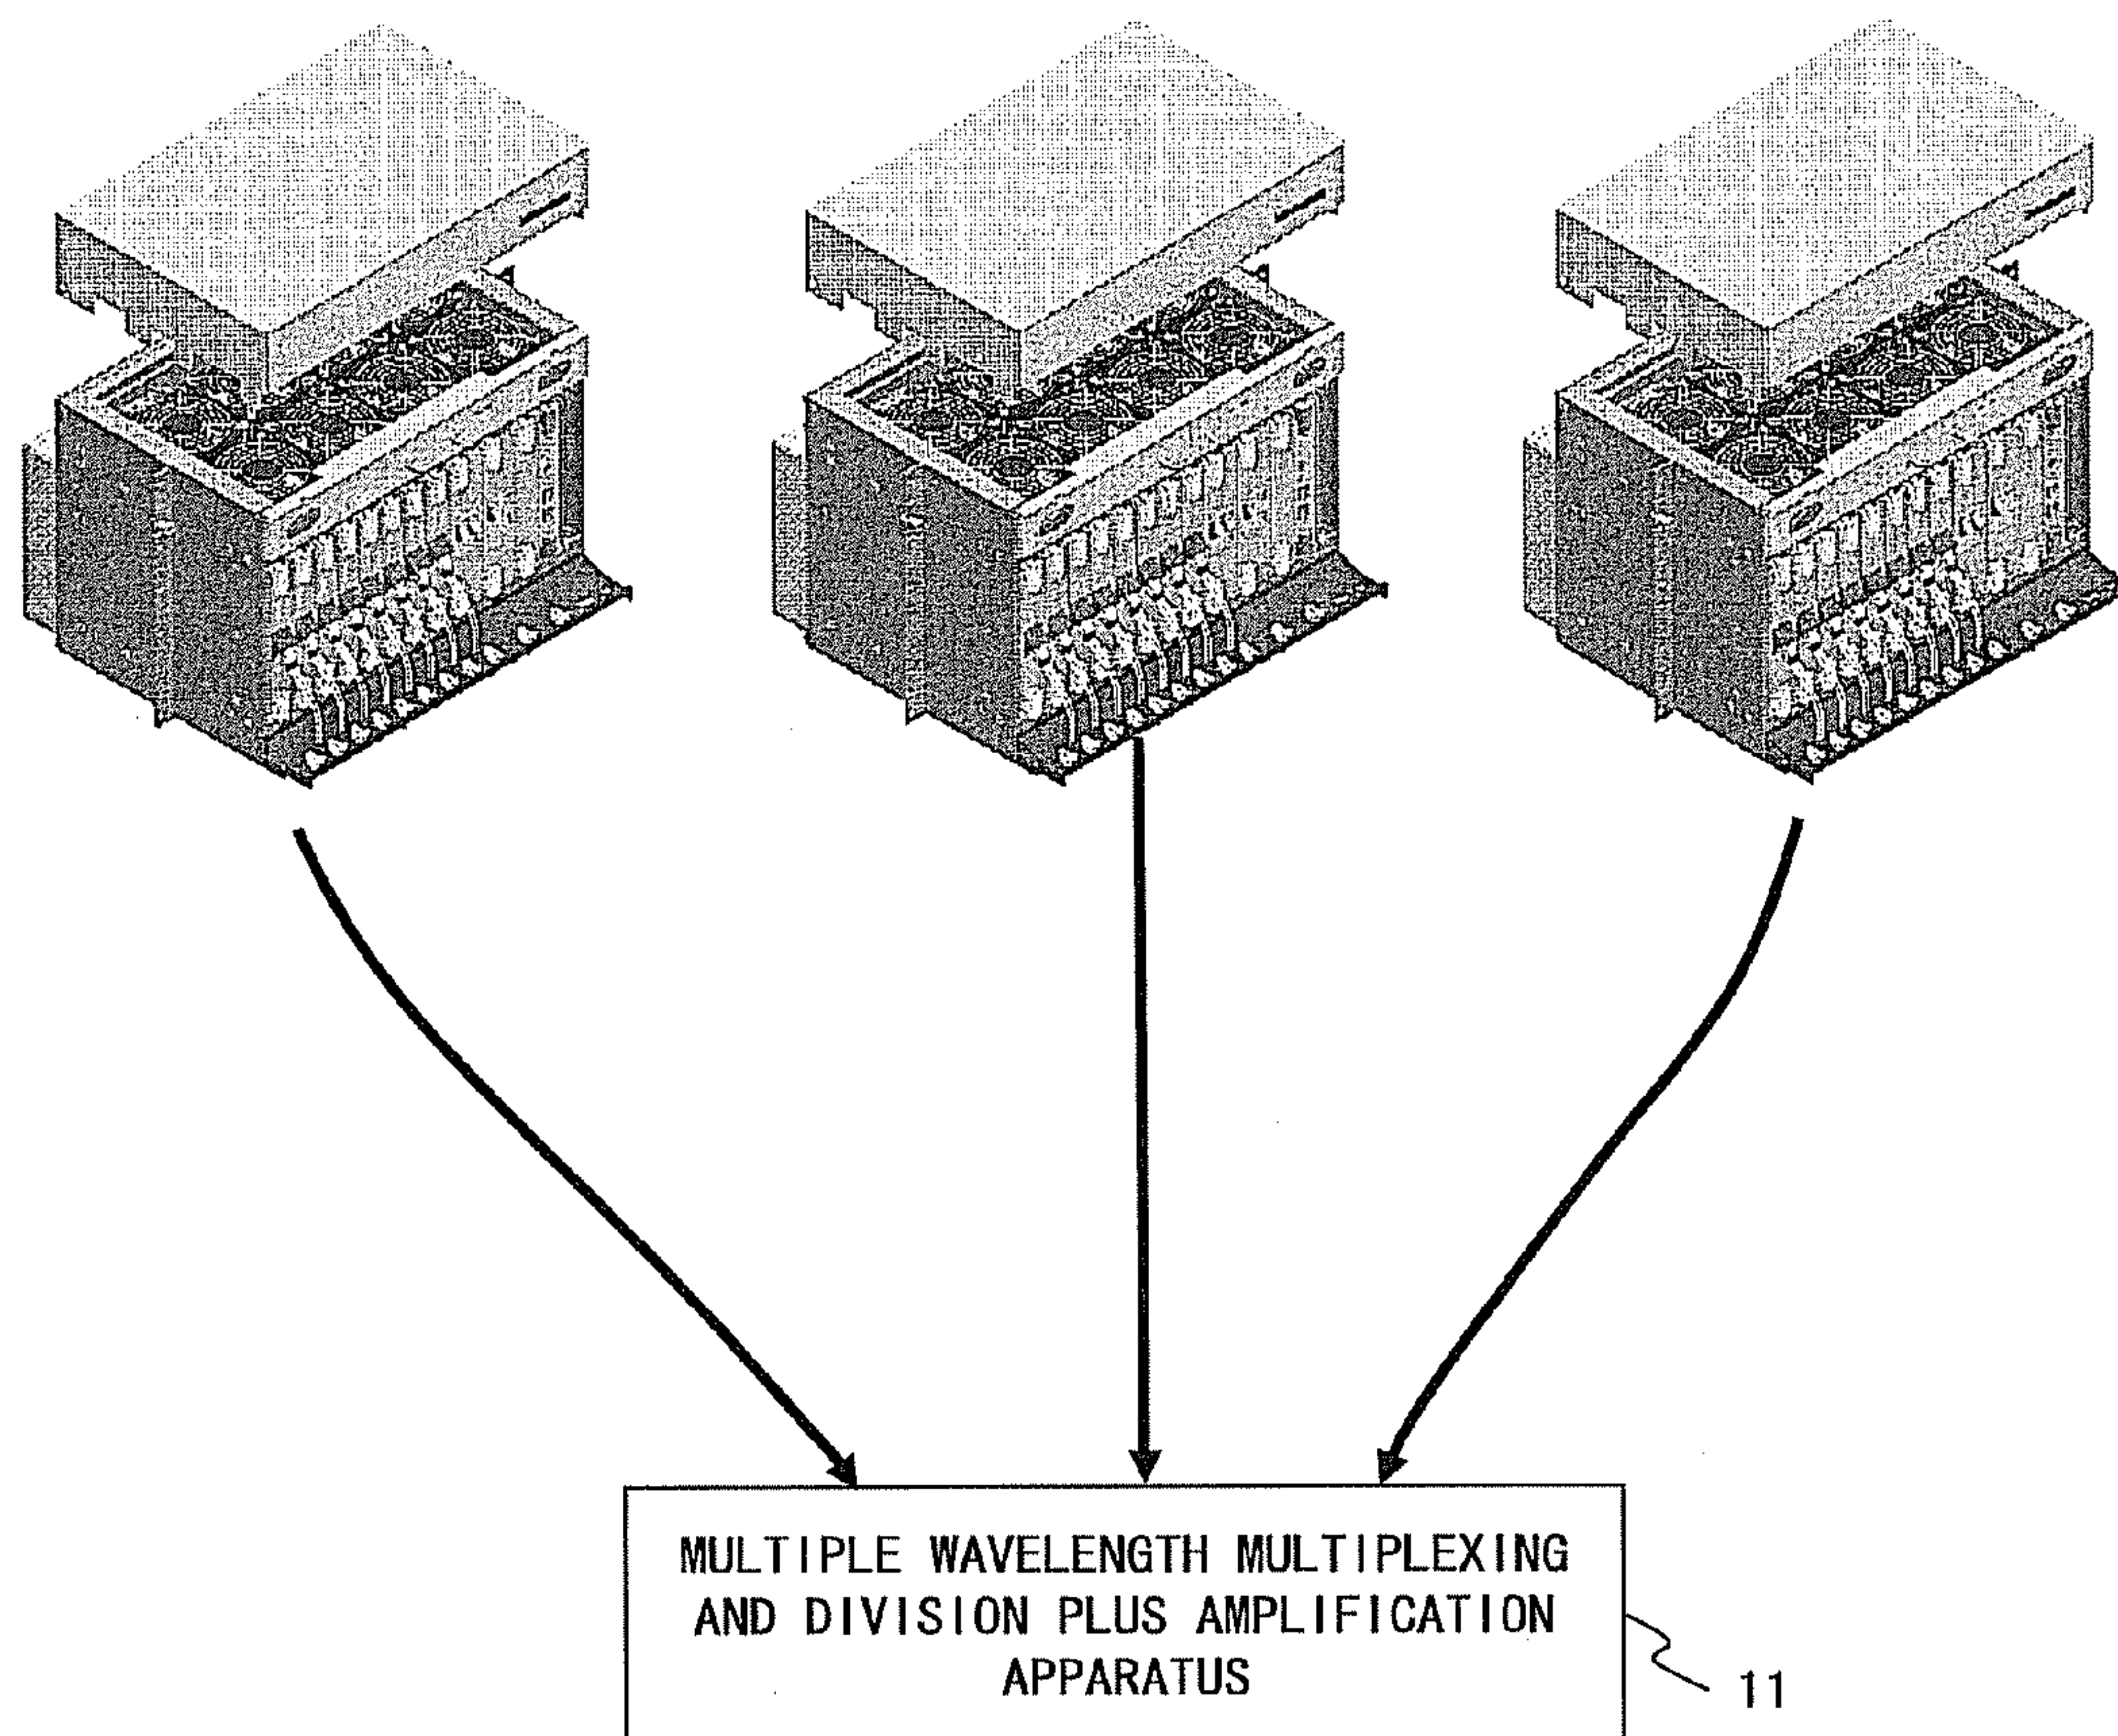 MULTIPLE WAVELENGTH MULTIPLEXING
AND DIVISION PLUS AMPLIFICATION
APPARATUS
11